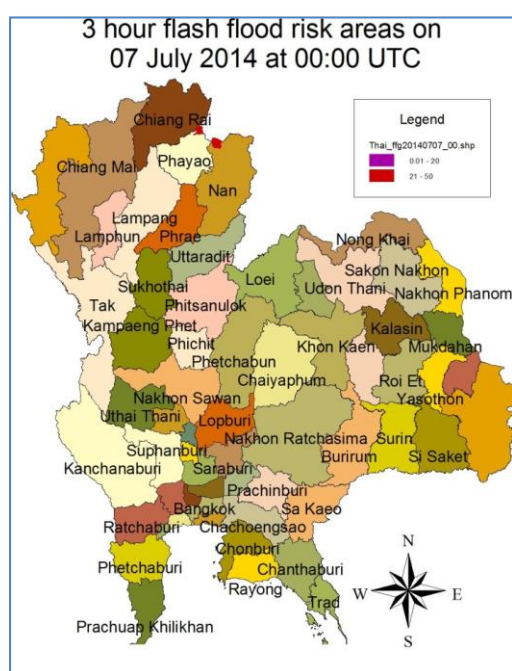 3 hour flash flood risk areas on
07 July 2014 at 00:00 UTC
Legend
Thai_ffg20140707_00.shp
0.01 - 20
21 - 50
Chiang Rai
Chiang Mai
Phayao
Nan
Lampang
Lamphun
Phrae
Uttaradit
Nong Khai
Loei
Sakon Nakhon
Udon Thani
Nakhon Phanom
Sukhothai
Tak
Phitsanulok
Kampaeng Phet
Kalasin
Mukdahan
Phichit
Khon Kaen
Phetchabun
Chaiyaphum
Roi Et
Yasothon
Nakhon Sawan
Uthai Thani
Lopburi
Nakhon Ratchasima
Surin
Suphanburi
Burirum
Si Saket
Kanchanaburi
Saraburi
Prachinburi
Bangkok
Sa Kaeo
Ratchaburi
Chachoengsao
Chonburi
Phetchaburi
Chanthaburi
Rayong
Trad
Prachuap Khilikhan
N
W
E
S